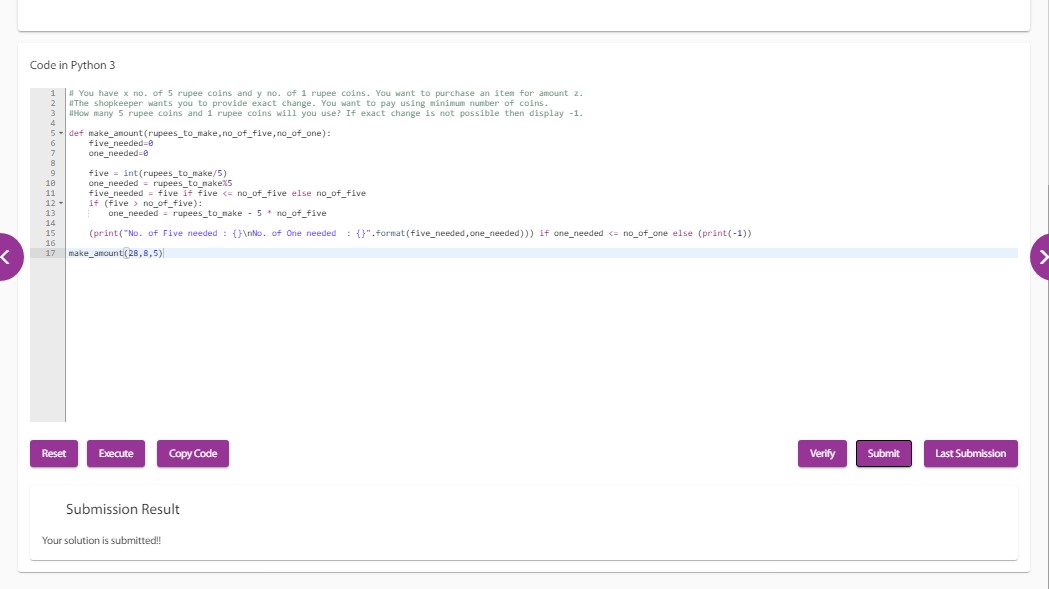 Code in Python 3
1 # You have x no. of 5 rupee coins and y no. of 1 rupee coins. You want to purchase an item for amount z.
2 #The shopkeeper wants you to provide exact change. You want to pay using minimum number of coins.
3 #How many 5 rupee coins and 1 rupee coins will you use? If exact change is not possible then display -1.
4
5 def make_amount(rupees_to_make,no_of_five,no_of_one):
6     five_needed=0
7     one_needed=0
8
9     five = int(rupees_to_make/5)
10     one_needed = rupees_to_make%5
11     five_needed = five if five <= no_of_five else no_of_five
12     if (five > no_of_five):
13         one_needed = rupees_to_make - 5 * no_of_five
14
15     (print("No. of Five needed : {}\nNo. of One needed  : {}".format(five_needed,one_needed))) if one_needed <= no_of_one else (print(-1))
16
17 make_amount(28,8,5)
Reset Execute Copy Code Verify Submit Last Submission
Submission Result
Your solution is submitted!!